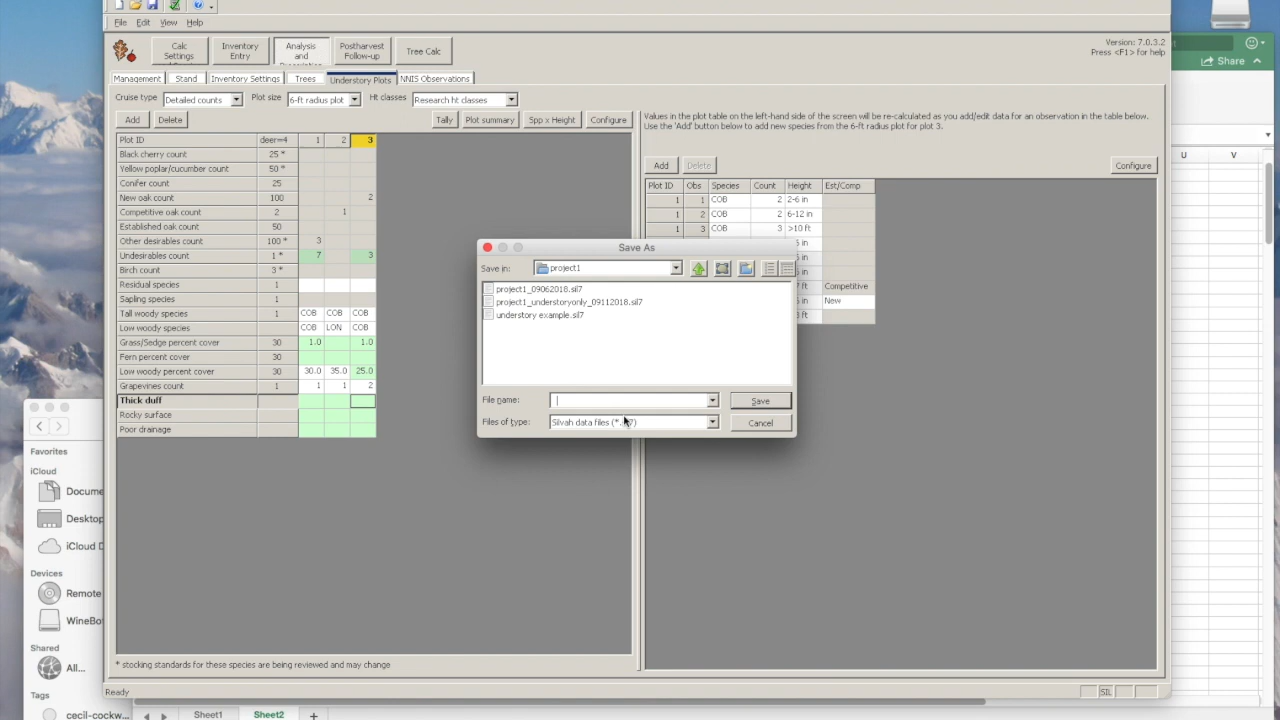 File Edit View Help
Share
Calc Settings
Inventory Entry
Analysis and
Postharvest Follow-up
Tree Calc
Version: 7.0.3.2
Press <F1> for help
Management Stand Inventory Settings Trees Understory Plots NNIS Observations
Cruise type Detailed counts Plot size 6-ft radius plot Ht classes Research ht classes
Add Delete Tally Plot summary Spp x Height Configure
Values in the plot table on the left-hand side of the screen will be re-calculated as you add/edit data for an observation in the table below.
Use the 'Add' button below to add new species from the 6-ft radius plot for plot 3.
Add Delete Configure
Plot ID deer=4 1 2 3
Black cherry count 25 *
Yellow poplar/cucumber count 50 *
Conifer count 25
New oak count 100 2
Competitive oak count 2 1
Established oak count 50
Other desirables count 100 * 3
Undesirables count 1 * 7 3
Birch count 3 *
Residual species 1
Sapling species 1
Tall woody species 1 COB COB COB
Low woody species COB LON COB
Grass/Sedge percent cover 30 1.0 1.0
Fern percent cover 30
Low woody percent cover 30 30.0 35.0 25.0
Grapevines count 1 1 1 2
Thick duff
Rocky surface
Poor drainage
Plot ID Obs Species Count Height Est/Comp
1 1 COB 2 2-6 in
1 2 COB 2 6-12 in
1 3 COB 3 >10 ft
Competitive
New
U V
Save As
Save in: project1
project1_09062018.sil7
project1_understoryonly_09112018.sil7
understory example.sil7
File name: Save
Files of type: Silvah data files Cancel
Favorites
iCloud
Docume
Desktop
iCloud D
Devices
Remote
WineBo
Shared
All...
Tags
cecil-cockw...
* stocking standards for these species are being reviewed and may change
Ready SIL
Sheet1 Sheet2